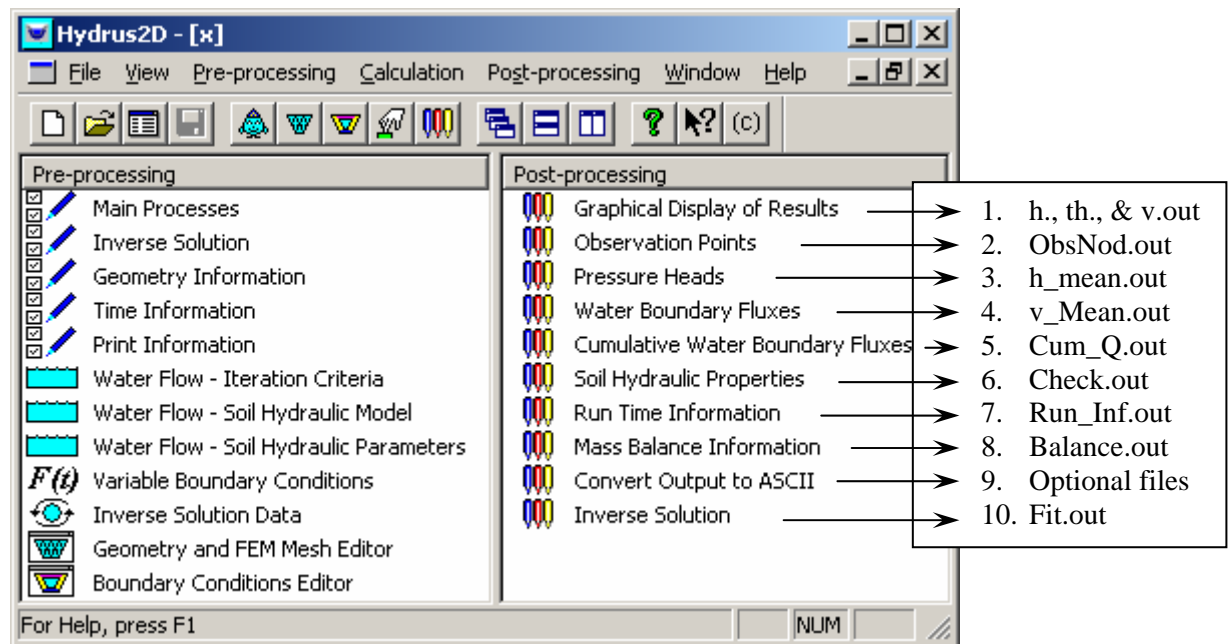 Hydrus2D - [x]
File View Pre-processing Calculation Post-processing Window Help
? ? (c)
Pre-processing
Main Processes
Inverse Solution
Geometry Information
Time Information
Print Information
Water Flow - Iteration Criteria
Water Flow - Soil Hydraulic Model
Water Flow - Soil Hydraulic Parameters
F(t) Variable Boundary Conditions
Inverse Solution Data
Geometry and FEM Mesh Editor
Boundary Conditions Editor
Post-processing
Graphical Display of Results
Observation Points
Pressure Heads
Water Boundary Fluxes
Cumulative Water Boundary Fluxes
Soil Hydraulic Properties
Run Time Information
Mass Balance Information
Convert Output to ASCII
Inverse Solution
1. h., th., & v.out
2. ObsNod.out
3. h_mean.out
4. v_Mean.out
5. Cum_Q.out
6. Check.out
7. Run_Inf.out
8. Balance.out
9. Optional files
10. Fit.out
For Help, press F1
NUM